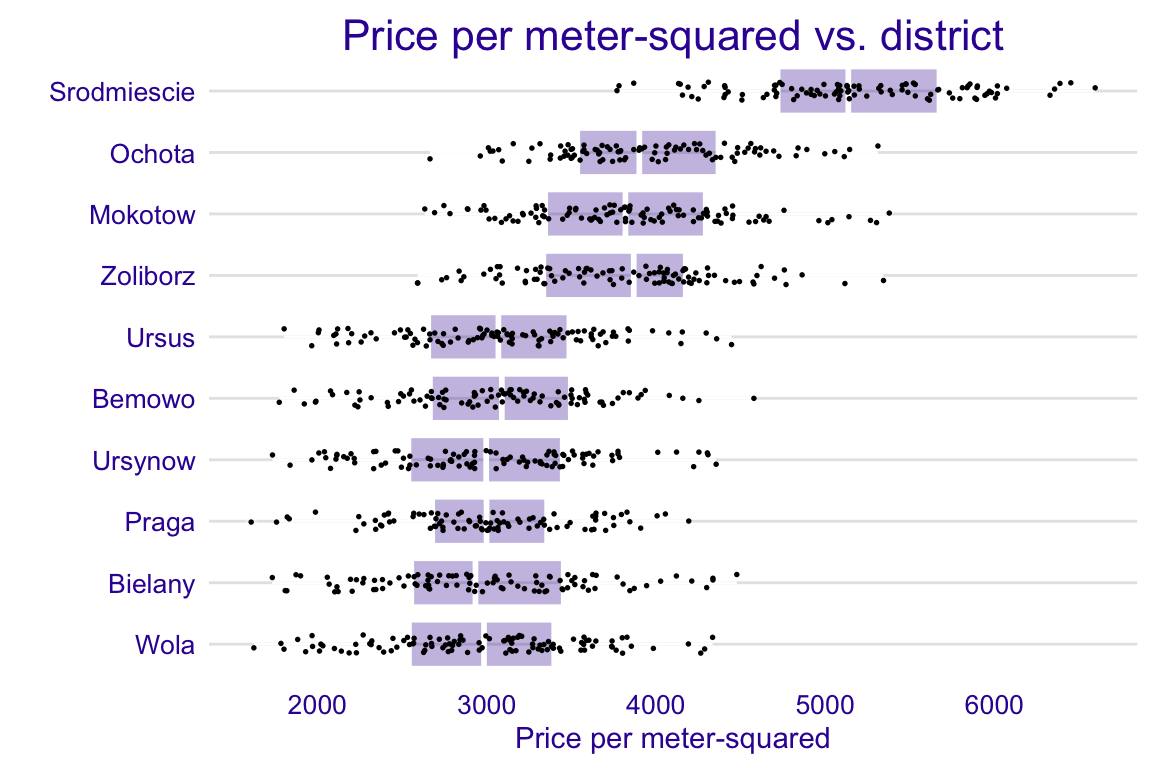 Price per meter-squared vs. district
Srodmiescie
Ochota
Mokotow
Zoliborz
Ursus
Bemowo
Ursynow
Praga
Bielany
Wola
2000 3000 4000 5000 6000
Price per meter-squared